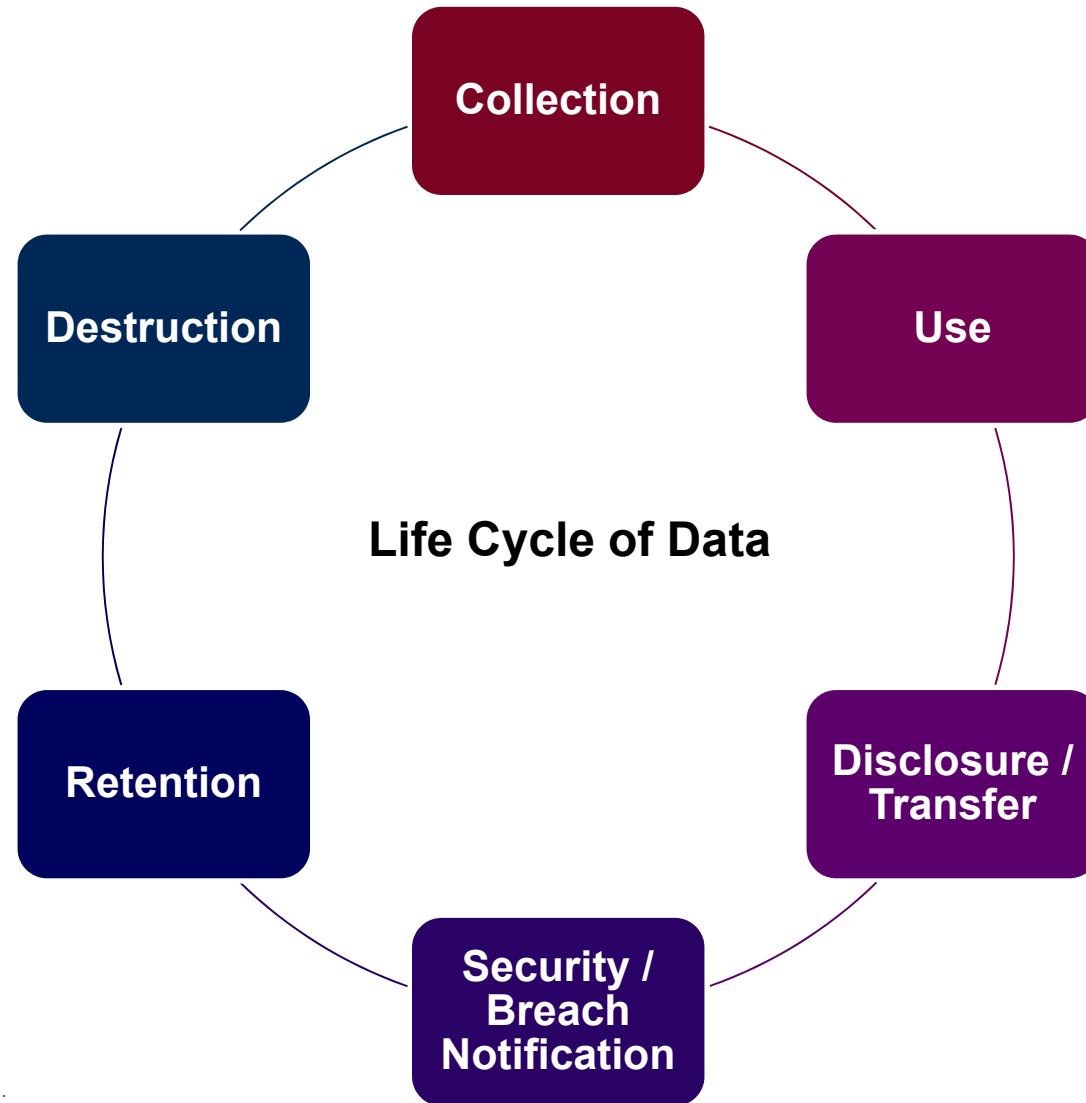 Collection
Use
Disclosure /
Transfer
Security /
Breach
Notification
Retention
Destruction
Life Cycle of Data